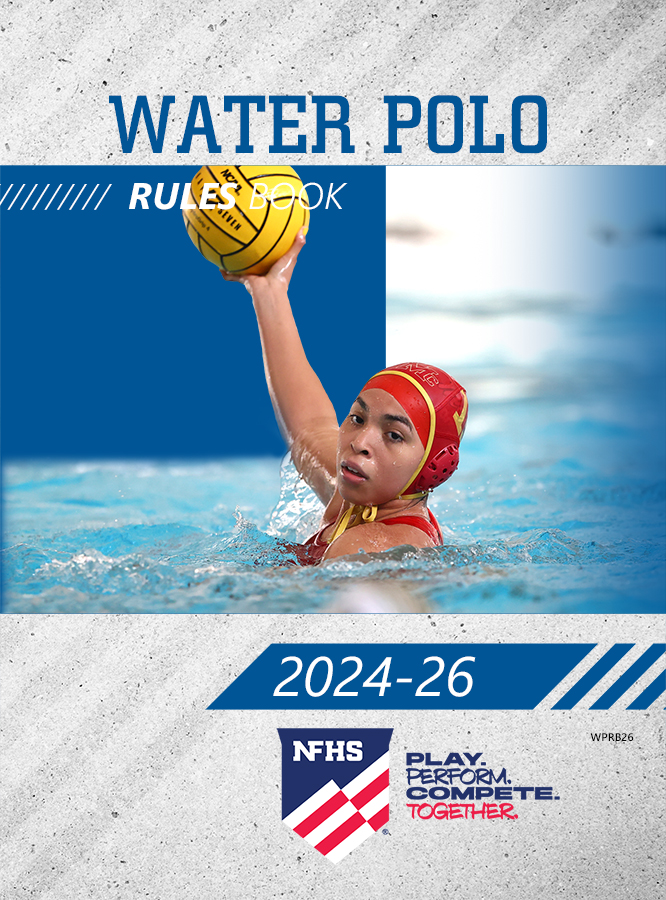 WATER POLO
////////// RULES BOOK
2024-26
WPRB26
NFHS
PLAY.
PERFORM.
COMPETE.
TOGETHER.
®